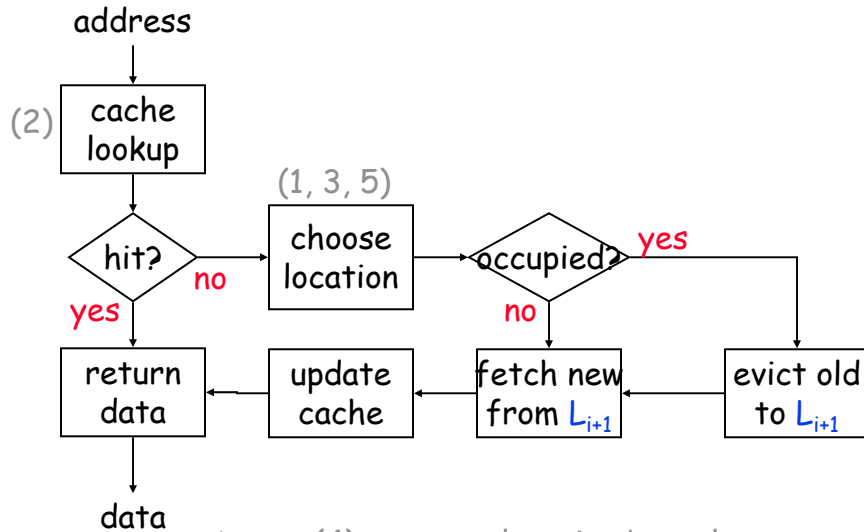 address
(2)
cache
lookup
(1, 3, 5)
choose
location
hit?
no
yes
occupied?
yes
no
return
data
update
cache
fetch new
from Li+1
evict old
to Li+1
data
(4)